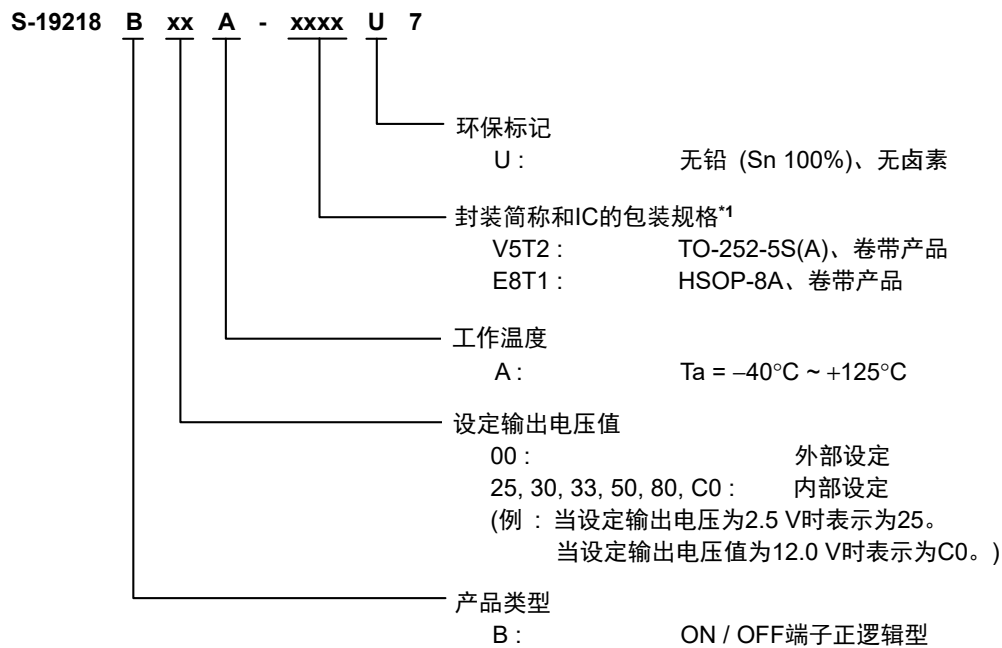 S-19218 B xx A - xxxx U 7
环保标记
U : 无铅 (Sn 100%)、无卤素
封装简称和IC的包装规格*1
V5T2 : TO-252-5S(A)、卷带产品
E8T1 : HSOP-8A、卷带产品
工作温度
A : Ta = −40°C ~ +125°C
设定输出电压值
00 : 外部设定
25, 30, 33, 50, 80, C0 : 内部设定
(例 : 当设定输出电压为2.5 V时表示为25。
当设定输出电压值为12.0 V时表示为C0。)
产品类型
B : ON / OFF端子正逻辑型